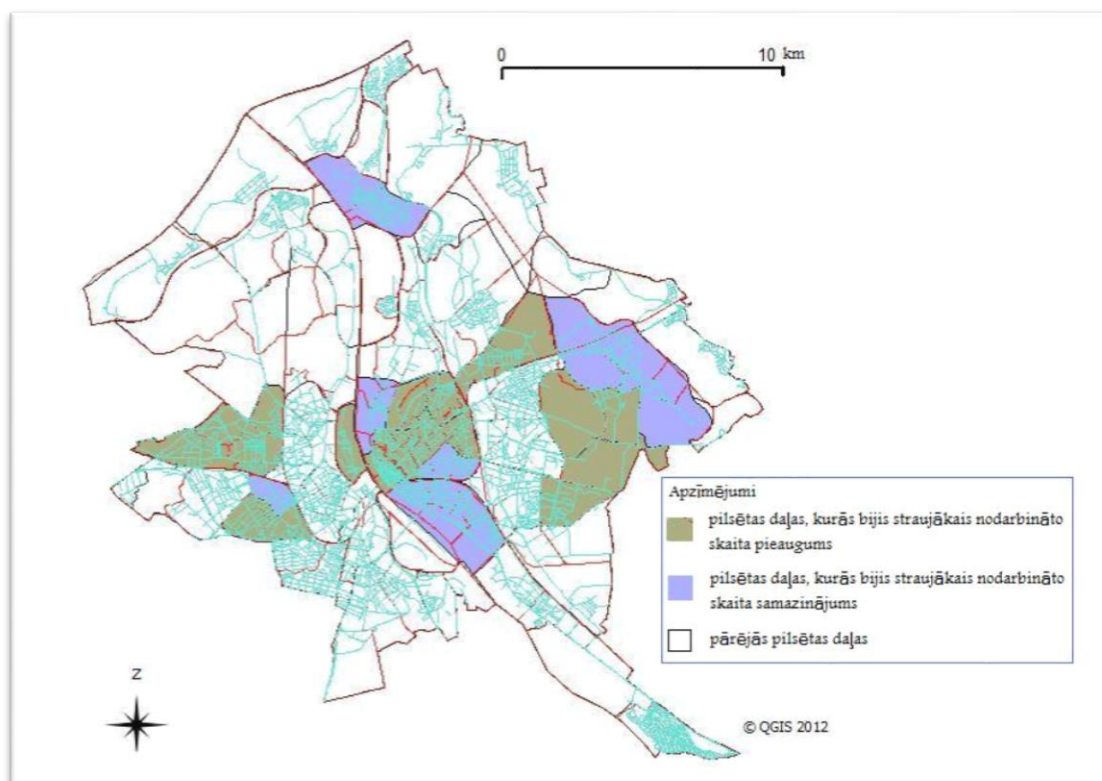 0 10 km
Apzīmējumi
pilsētas daļas, kurās bijis straujākais nodarbināto
skaita pieaugums
pilsētas daļas, kurās bijis straujākais nodarbināto
skaita samazinājums
pārējās pilsētas daļas
Z
© QGIS 2012